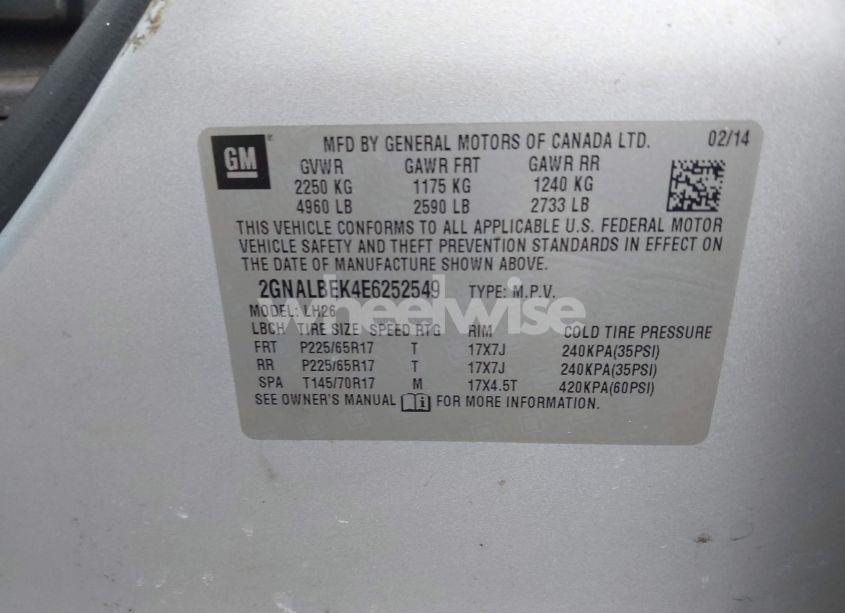 GM
MFD BY GENERAL MOTORS OF CANADA LTD. 02/14
GVWR GAWR FRT GAWR RR
2250 KG 1175 KG 1240 KG
4960 LB 2590 LB 2733 LB
THIS VEHICLE CONFORMS TO ALL APPLICABLE U.S. FEDERAL MOTOR
VEHICLE SAFETY AND THEFT PREVENTION STANDARDS IN EFFECT ON
THE DATE OF MANUFACTURE SHOWN ABOVE.
2GNALBEK4E6252549 TYPE: M.P.V.
MODEL: LH26
LBCH TIRE SIZE SPEED RTG RIM COLD TIRE PRESSURE
FRT P225/65R17 T 17X7J 240KPA(35PSI)
RR P225/65R17 T 17X7J 240KPA(35PSI)
SPA T145/70R17 M 17X4.5T 420KPA(60PSI)
SEE OWNER'S MANUAL i FOR MORE INFORMATION.
wheelwise